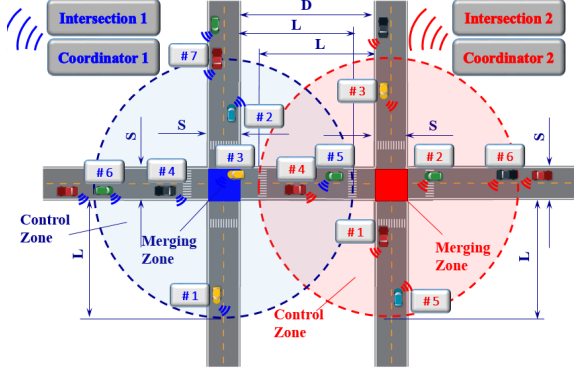 Intersection 1
Coordinator 1
Intersection 2
Coordinator 2
D
L
L
#7
#2
#3
S
S
S
S
#3
#5
#4
#2
#6
#6
#4
Control
Zone
Merging
Zone
#1
Merging
Zone
L
L
#1
#5
Control
Zone